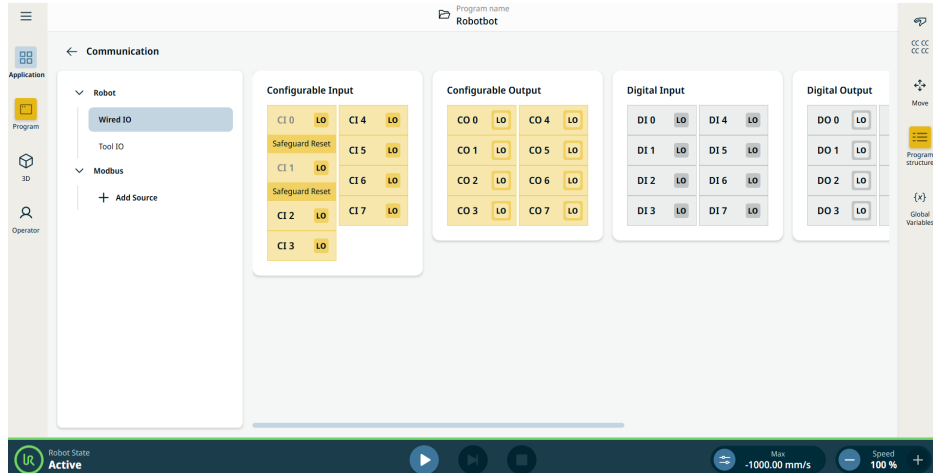 Program name
Robotbot
Application
Program
3D
Operator
Communication
Robot
Wired IO
Tool IO
Modbus
Add Source
Configurable Input
CI 0 LO CI 4 LO
Safeguard Reset
CI 5 LO
CI 1 LO
CI 6 LO
Safeguard Reset
CI 2 LO CI 7 LO
CI 3 LO
Configurable Output
CO 0 LO CO 4 LO
CO 1 LO CO 5 LO
CO 2 LO CO 6 LO
CO 3 LO CO 7 LO
Digital Input
DI 0 LO DI 4 LO
DI 1 LO DI 5 LO
DI 2 LO DI 6 LO
DI 3 LO DI 7 LO
Digital Output
DO 0 LO
DO 1 LO
DO 2 LO
DO 3 LO
CC CC
CC CC
Move
Program
structure
{x}
Global
Variables
UR
Robot State
Active
Max
-1000.00 mm/s
Speed
100 %